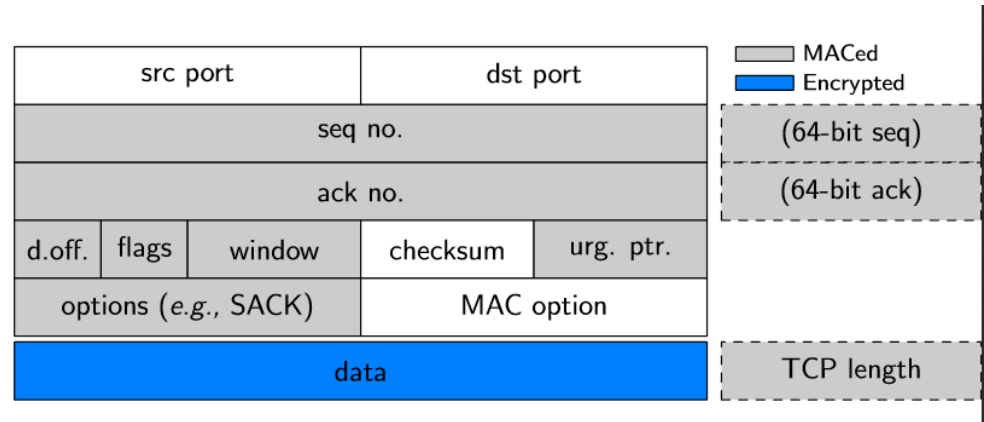 src port
dst port
MACed
Encrypted
seq no.
(64-bit seq)
ack no.
(64-bit ack)
d.off.
flags
window
checksum
urg. ptr.
options (e.g., SACK)
MAC option
data
TCP length